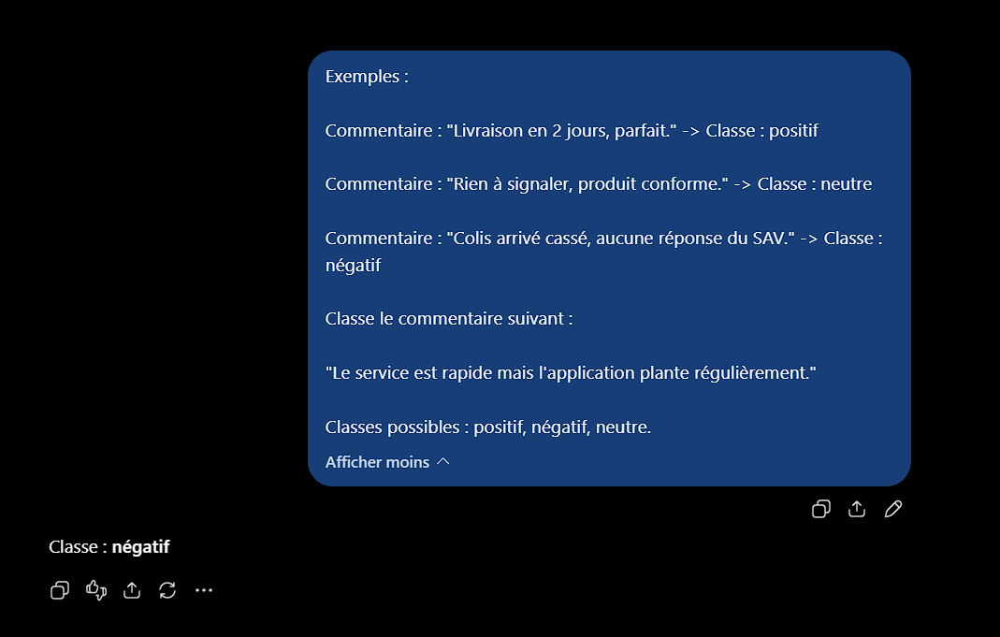 Exemples :
Commentaire : "Livraison en 2 jours, parfait." -> Classe : positif
Commentaire : "Rien à signaler, produit conforme." -> Classe : neutre
Commentaire : "Colis arrivé cassé, aucune réponse du SAV." -> Classe :
négatif
Classe le commentaire suivant :
"Le service est rapide mais l'application plante régulièrement."
Classes possibles : positif, négatif, neutre.
Afficher moins
Classe : négatif